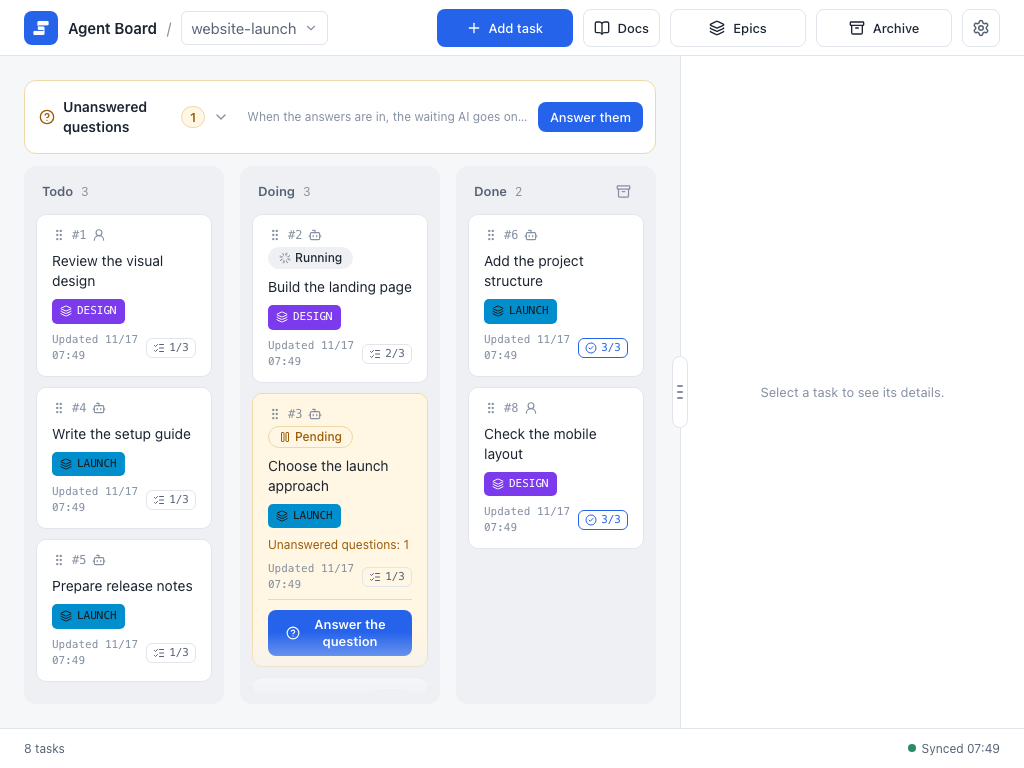 Agent Board / website-launch
Add task
Docs
Epics
Archive
Unanswered
questions
1
When the answers are in, the waiting AI goes on...
Answer them
Todo 3
#1
Review the visual
design
DESIGN
Updated 11/17
07:49
1/3
#4
Write the setup guide
LAUNCH
Updated 11/17
07:49
1/3
#5
Prepare release notes
LAUNCH
Updated 11/17
07:49
1/3
Doing 3
#2
Running
Build the landing page
DESIGN
Updated 11/17
07:49
2/3
#3
Pending
Choose the launch
approach
LAUNCH
Unanswered questions: 1
Updated 11/17
07:49
1/3
Answer the
question
Done 2
#6
Add the project
structure
LAUNCH
Updated 11/17
07:49
3/3
#8
Check the mobile
layout
DESIGN
Updated 11/17
07:49
3/3
Select a task to see its details.
8 tasks
Synced 07:49